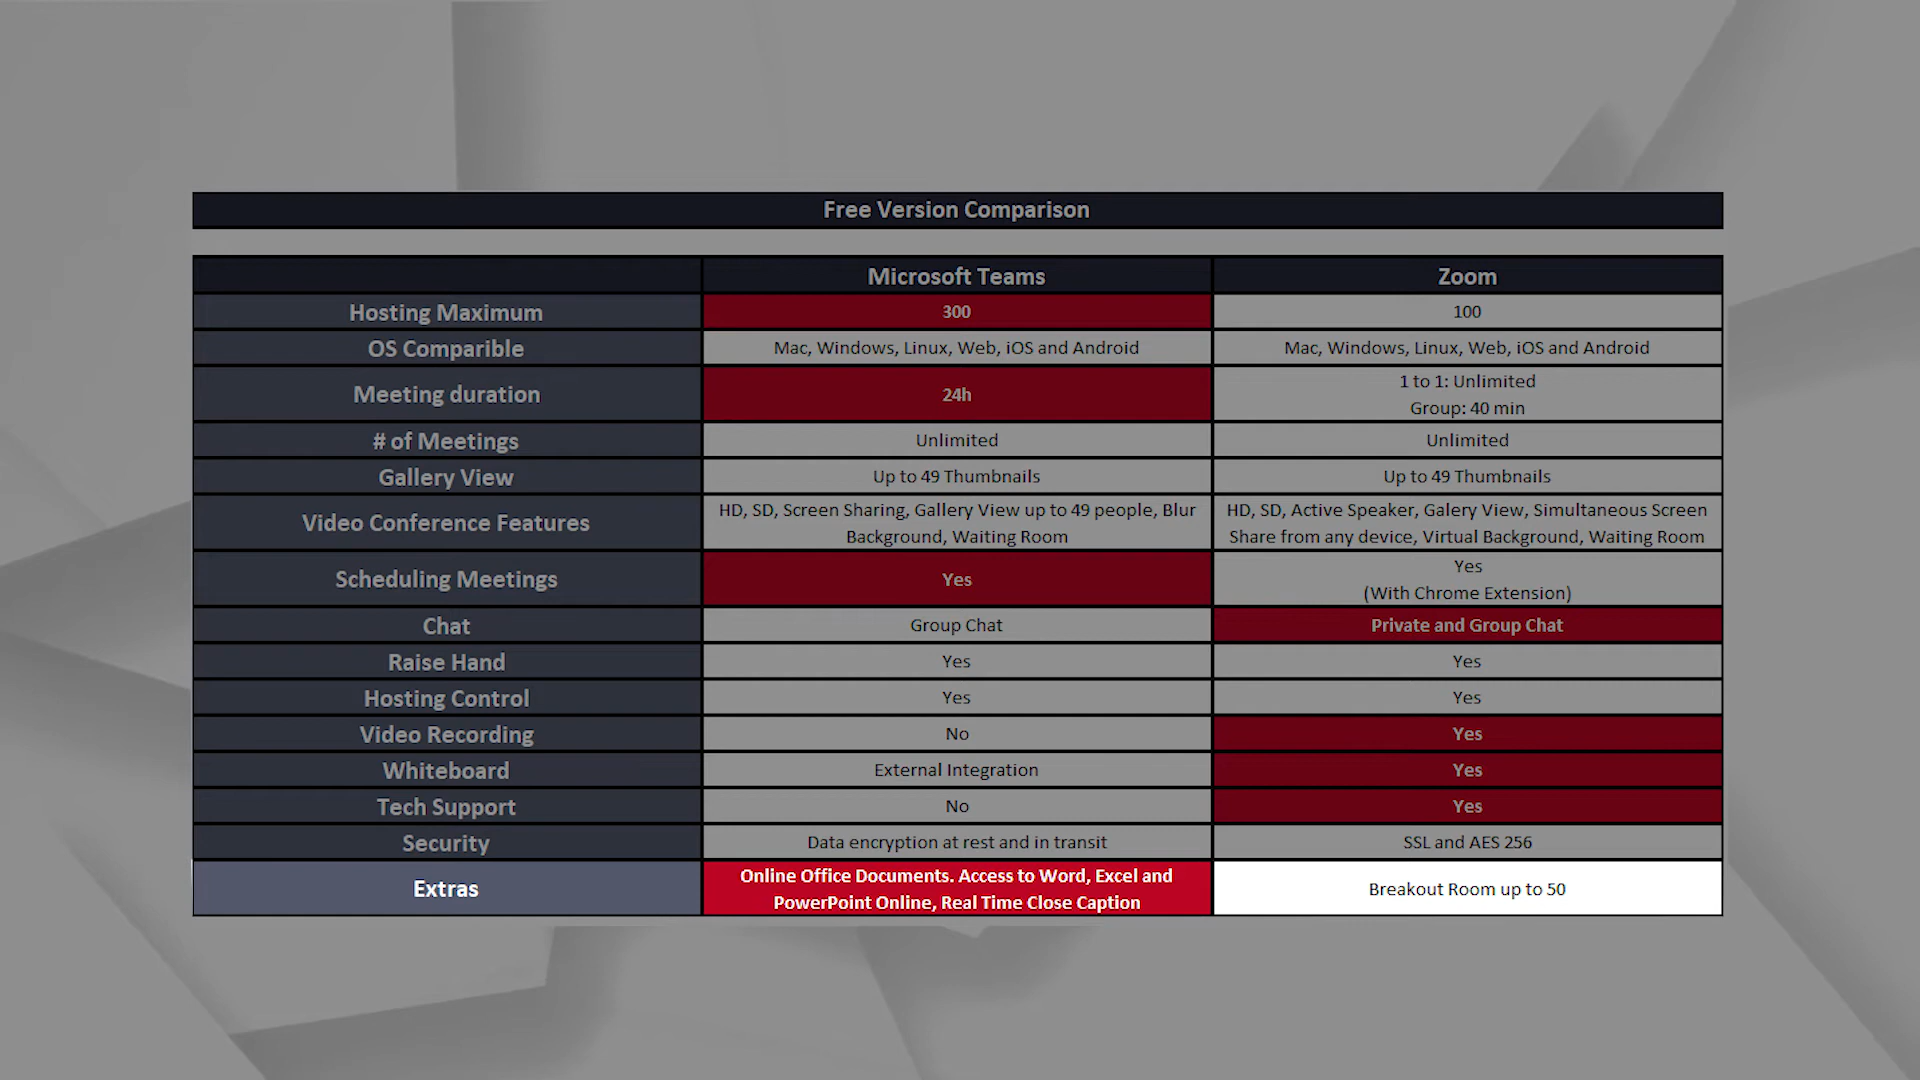 Free Version Comparison
Microsoft Teams Zoom
Hosting Maximum 300 100
OS Comparible Mac, Windows, Linux, Web, iOS and Android Mac, Windows, Linux, Web, iOS and Android
Meeting duration 24h 1 to 1: Unlimited
Group: 40 min
# of Meetings Unlimited Unlimited
Gallery View Up to 49 Thumbnails Up to 49 Thumbnails
Video Conference Features HD, SD, Screen Sharing, Gallery View up to 49 people, Blur
Background, Waiting Room
HD, SD, Active Speaker, Galery View, Simultaneous Screen
Share from any device, Virtual Background, Waiting Room
Scheduling Meetings Yes Yes
(With Chrome Extension)
Chat Group Chat Private and Group Chat
Raise Hand Yes Yes
Hosting Control Yes Yes
Video Recording No Yes
Whiteboard External Integration Yes
Tech Support No Yes
Security Data encryption at rest and in transit SSL and AES 256
Extras Online Office Documents. Access to Word, Excel and
PowerPoint Online, Real Time Close Caption
Breakout Room up to 50